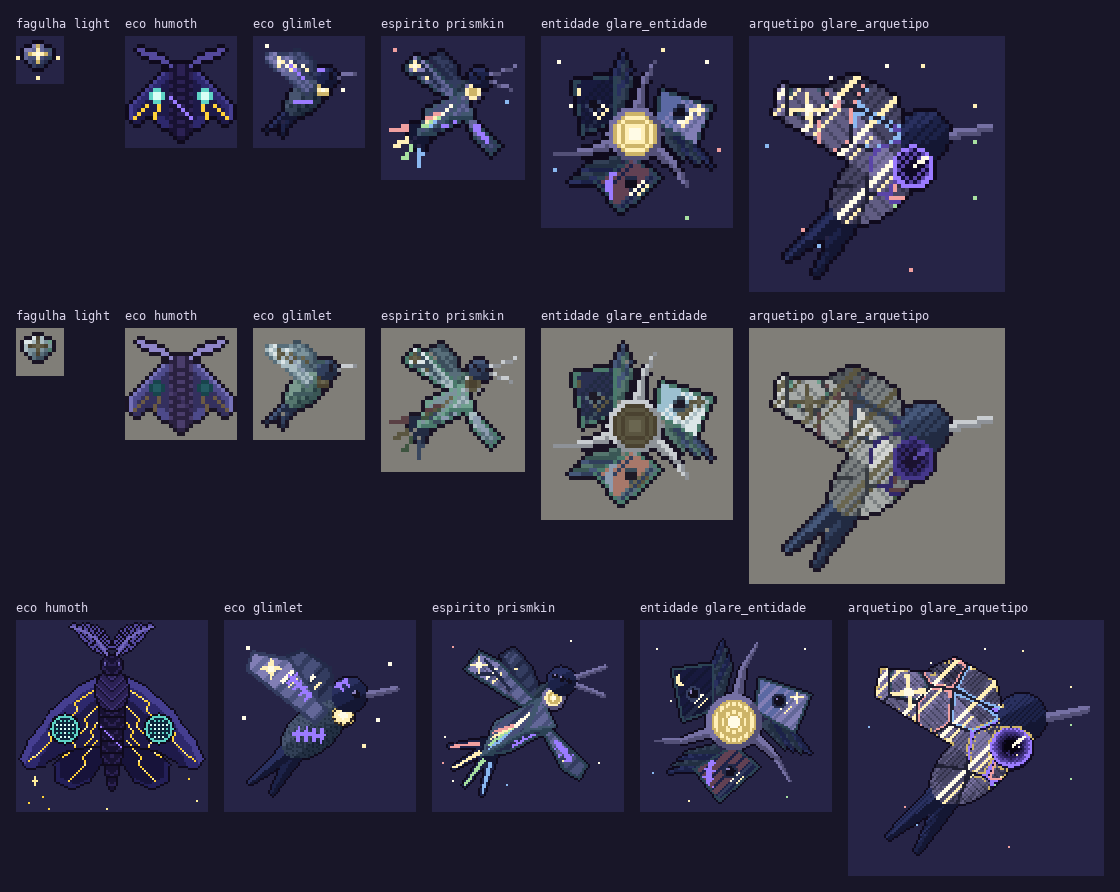 fagulha light eco humoth eco glimlet espirito prismkin entidade glare_entidade arquetipo glare_arquetipo
fagulha light eco humoth eco glimlet espirito prismkin entidade glare_entidade arquetipo glare_arquetipo
eco humoth eco glimlet espirito prismkin entidade glare_entidade arquetipo glare_arquetipo